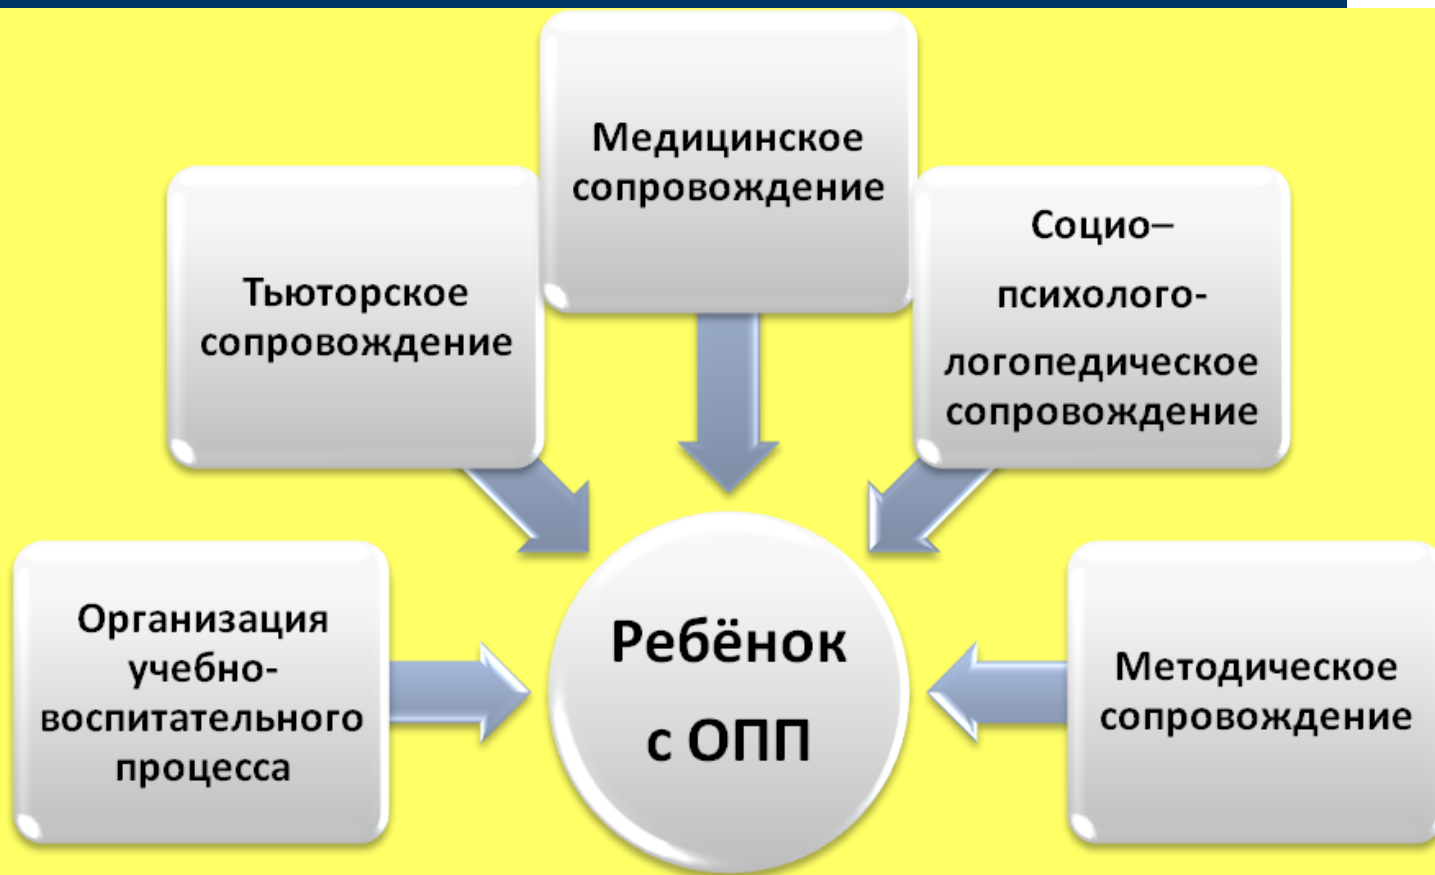 Медицинское
сопровождение
Тьюторское
сопровождение
Социо–
психолого-
логопедическое
сопровождение
Организация
учебно-
воспитательного
процесса
Ребёнок
с ОПП
Методическое
сопровождение